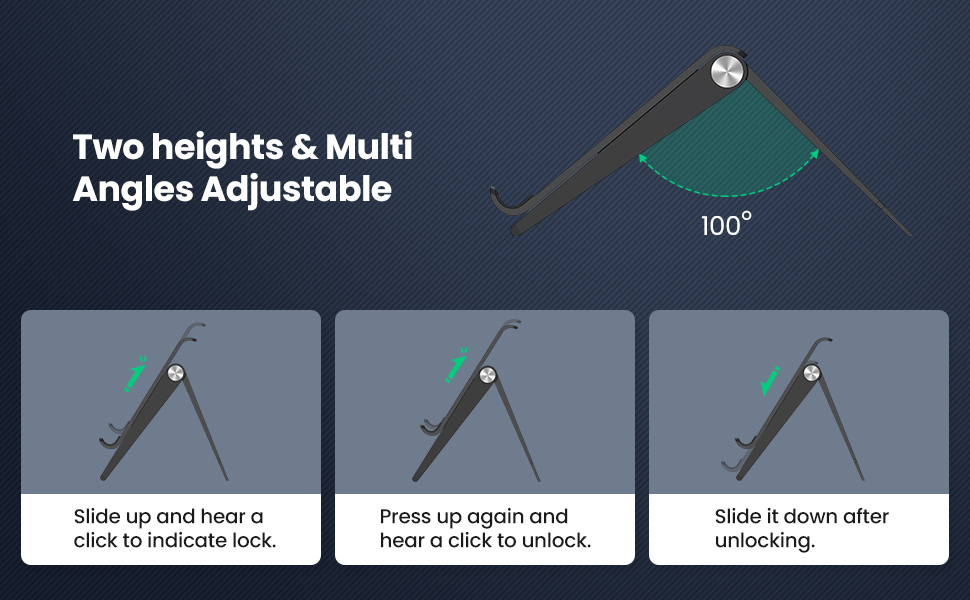 Two heights & Multi
Angles Adjustable
100°
Slide up and hear a
click to indicate lock.
Press up again and
hear a click to unlock.
Slide it down after
unlocking.